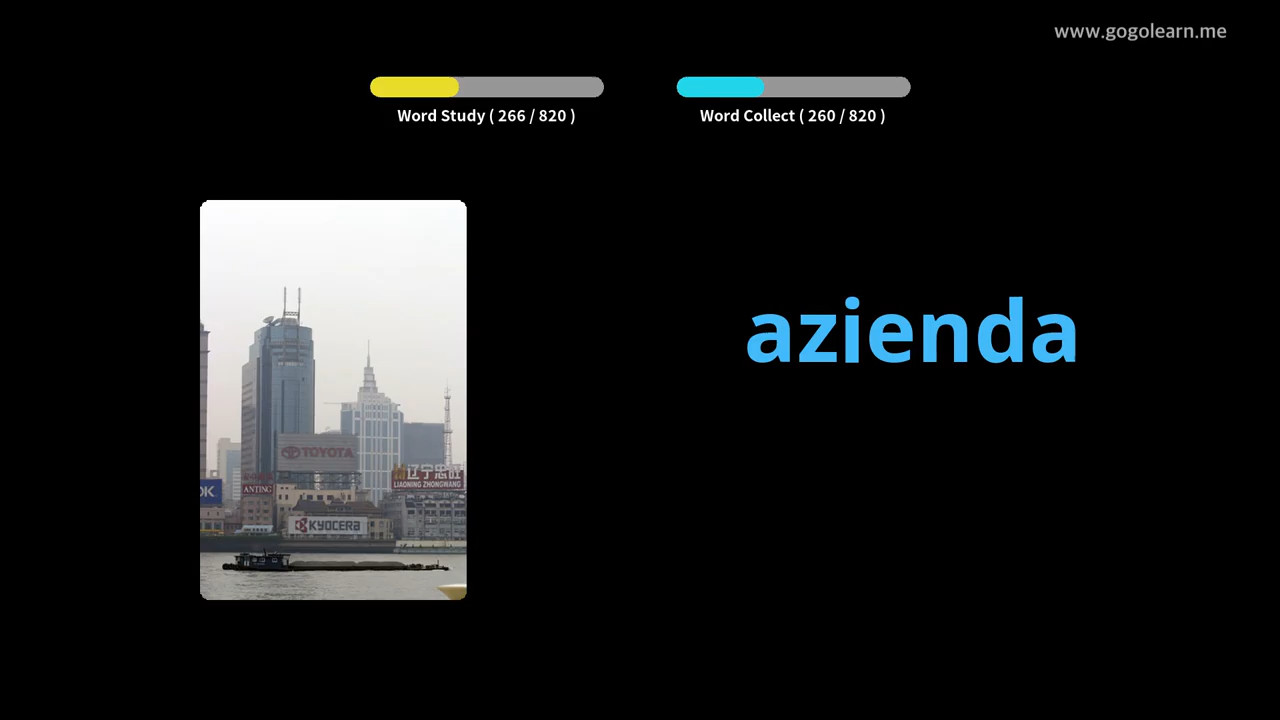 www.gogolearn.me
Word Study ( 266 / 820 )
Word Collect ( 260 / 820 )
azienda
TOYOTA
辽宁忠旺
LIAONING ZHONGWANG
ANTING
OK
KYOCERA